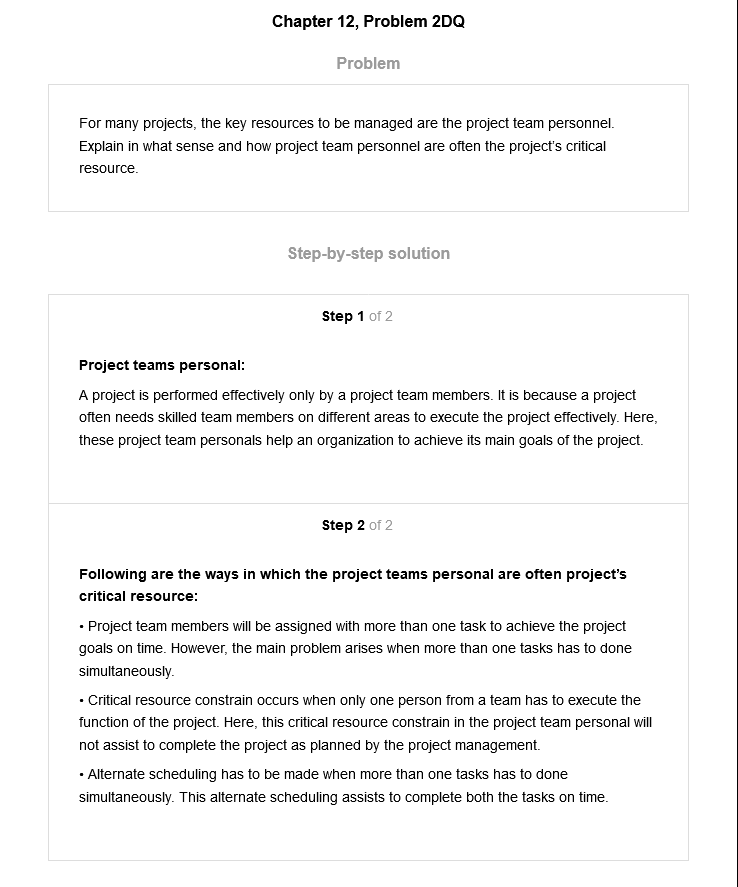 Chapter 12, Problem 2DQ
Problem
For many projects, the key resources to be managed are the project team personnel.
Explain in what sense and how project team personnel are often the project's critical
resource.
Step-by-step solution
Step 1 of 2
Project teams personal:
A project is performed effectively only by a project team members. It is because a project
often needs skilled team members on different areas to execute the project effectively. Here,
these project team personals help an organization to achieve its main goals of the project.
Step 2 of 2
Following are the ways in which the project teams personal are often project's
critical resource:
• Project team members will be assigned with more than one task to achieve the project
goals on time. However, the main problem arises when more than one tasks has to done
simultaneously.
• Critical resource constrain occurs when only one person from a team has to execute the
function of the project. Here, this critical resource constrain in the project team personal will
not assist to complete the project as planned by the project management.
• Alternate scheduling has to be made when more than one tasks has to done
simultaneously. This alternate scheduling assists to complete both the tasks on time.